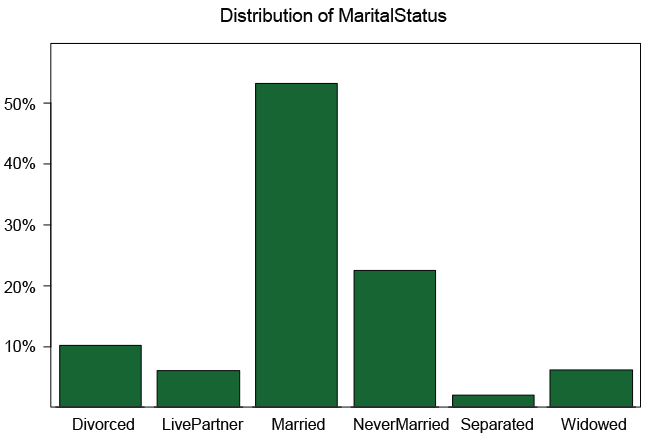 Distribution of MaritalStatus
50%
40%
30%
20%
10%
Divorced LivePartner Married NeverMarried Separated Widowed